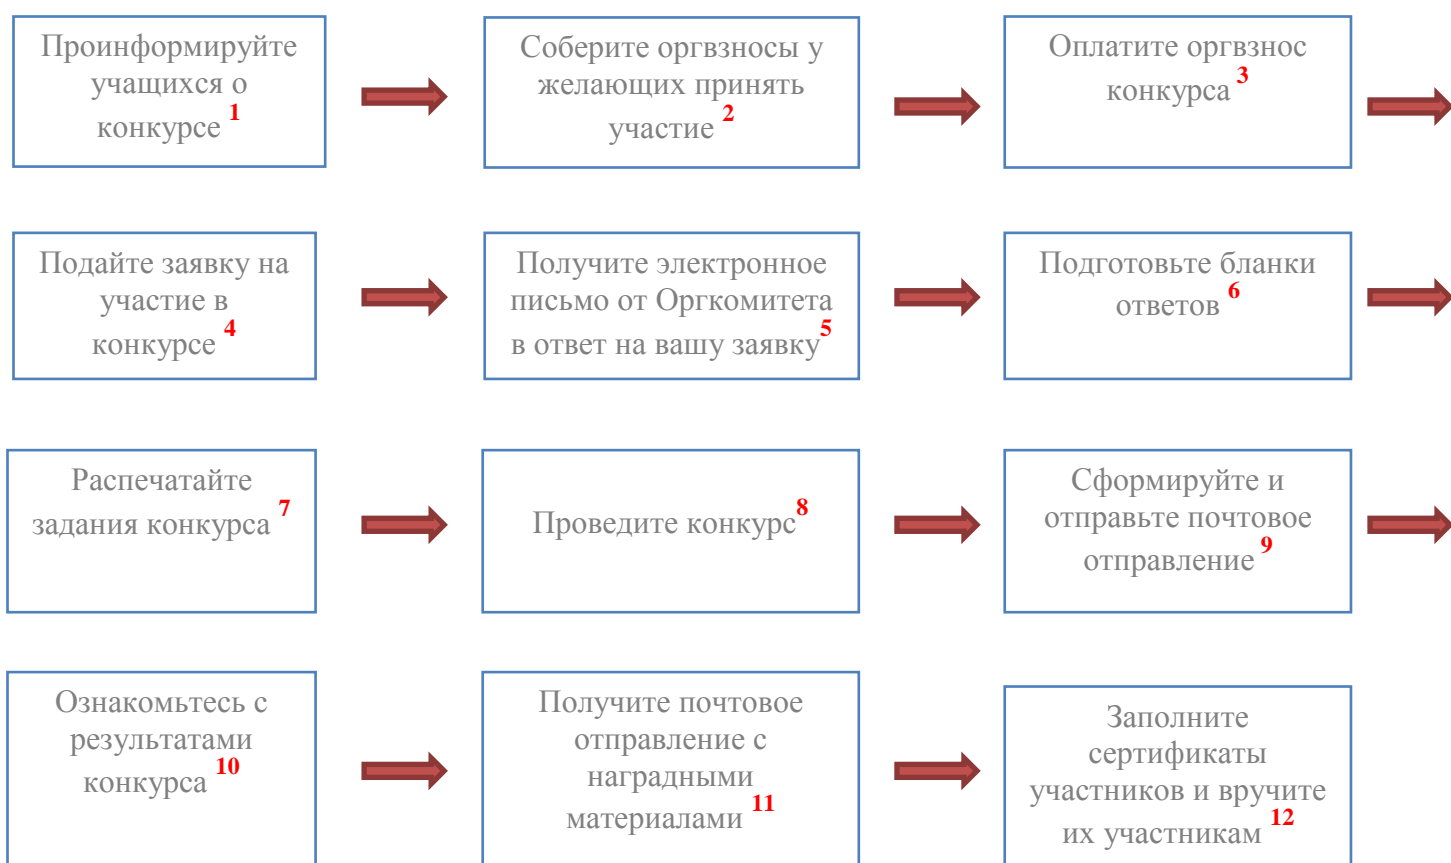 Проинформируйте
учащихся о
конкурсе 1
Соберите оргвзносы у
желающих принять
участие 2
Оплатите оргвзнос
конкурса 3
Подайте заявку на
участие в
конкурсе 4
Получите электронное
письмо от Оргкомитета
в ответ на вашу заявку 5
Подготовьте бланки
ответов 6
Распечатайте
задания конкурса 7
Проведите конкурс 8
Сформируйте и
отправьте почтовое
отправление 9
Ознакомьтесь с
результатами
конкурса 10
Получите почтовое
отправление с
наградными
материалами 11
Заполните
сертификаты
участников и вручите
их участникам 12